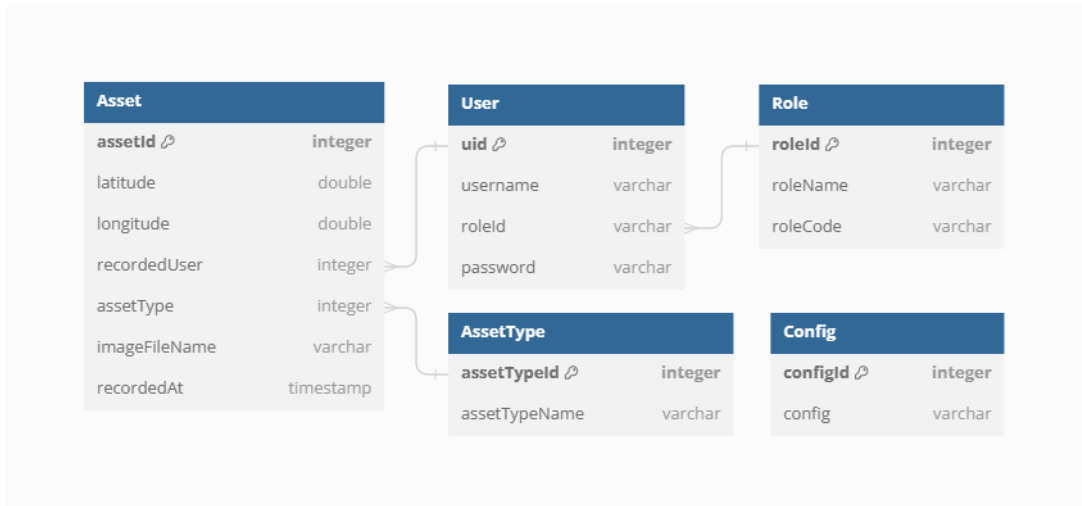 Asset
assetId integer
latitude double
longitude double
recordedUser integer
assetType integer
imageFileName varchar
recordedAt timestamp
User
uid integer
username varchar
roleId varchar
password varchar
Role
roleId integer
roleName varchar
roleCode varchar
AssetType
assetTypeId integer
assetTypeName varchar
Config
configId integer
config varchar